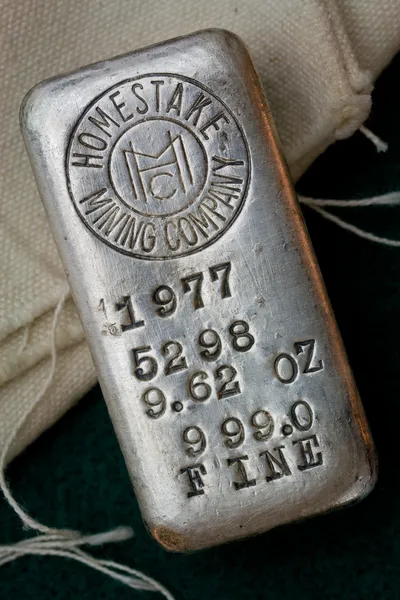 HOMESTAKE
MINING COMPANY
HMC
1977
5298
9.62 OZ
999.0
FINE